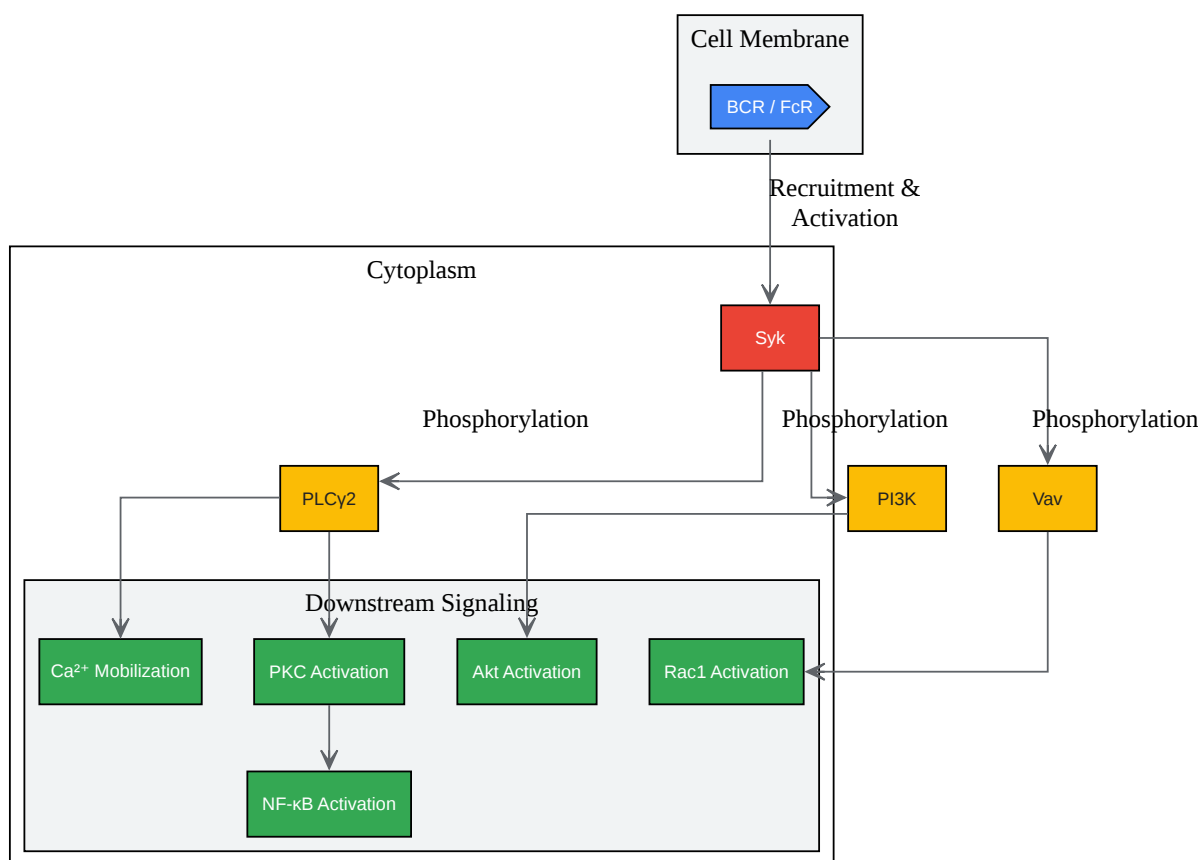 Cell Membrane
BCR / FcR
Recruitment &
Activation
Cytoplasm
Syk
Phosphorylation
Phosphorylation
Phosphorylation
PLCγ2
PI3K
Vav
Downstream Signaling
Ca²⁺ Mobilization
PKC Activation
Akt Activation
Rac1 Activation
NF-κB Activation